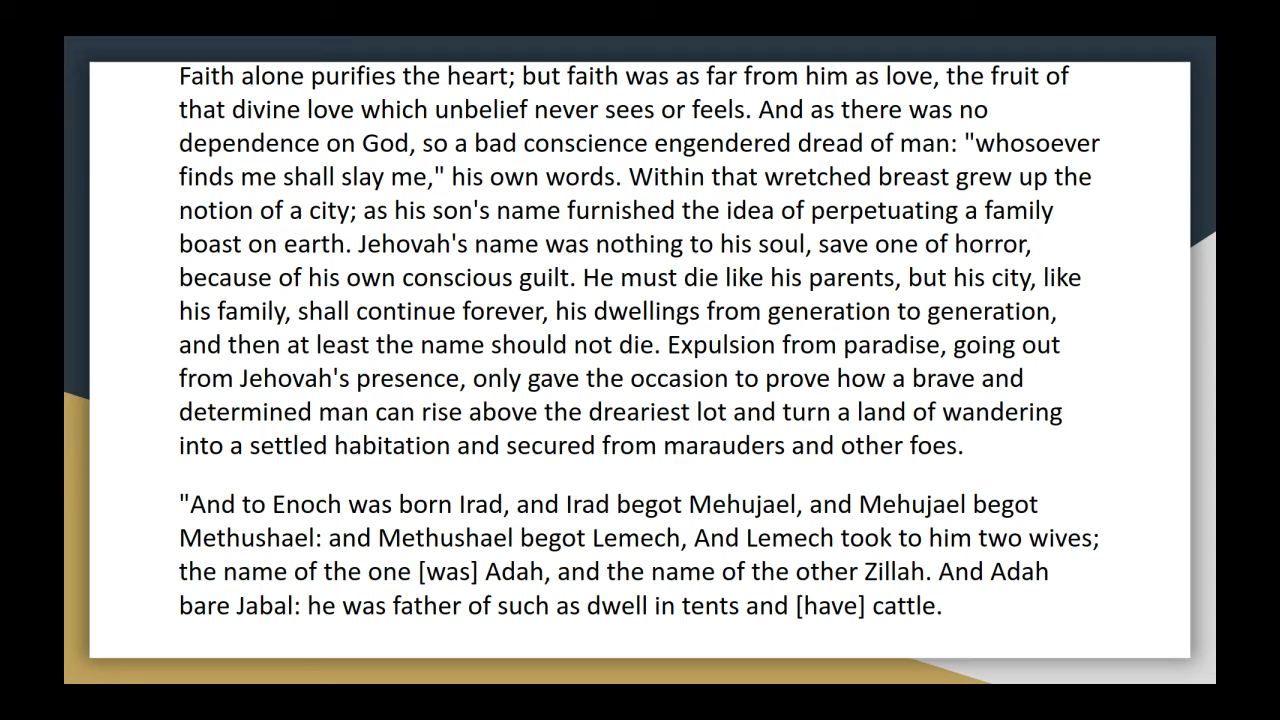 Faith alone purifies the heart; but faith was as far from him as love, the fruit of
that divine love which unbelief never sees or feels. And as there was no
dependence on God, so a bad conscience engendered dread of man: "whosoever
finds me shall slay me," his own words. Within that wretched breast grew up the
notion of a city; as his son's name furnished the idea of perpetuating a family
boast on earth. Jehovah's name was nothing to his soul, save one of horror,
because of his own conscious guilt. He must die like his parents, but his city, like
his family, shall continue forever, his dwellings from generation to generation,
and then at least the name should not die. Expulsion from paradise, going out
from Jehovah's presence, only gave the occasion to prove how a brave and
determined man can rise above the dreariest lot and turn a land of wandering
into a settled habitation and secured from marauders and other foes.
"And to Enoch was born Irad, and Irad begot Mehujael, and Mehujael begot
Methushael: and Methushael begot Lemech, And Lemech took to him two wives;
the name of the one [was] Adah, and the name of the other Zillah. And Adah
bare Jabal: he was father of such as dwell in tents and [have] cattle.